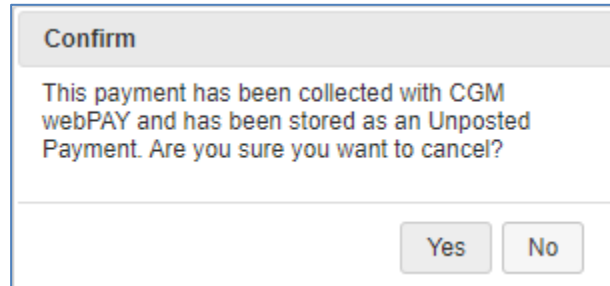 Confirm
This payment has been collected with CGM
webPAY and has been stored as an Unposted
Payment. Are you sure you want to cancel?
Yes No